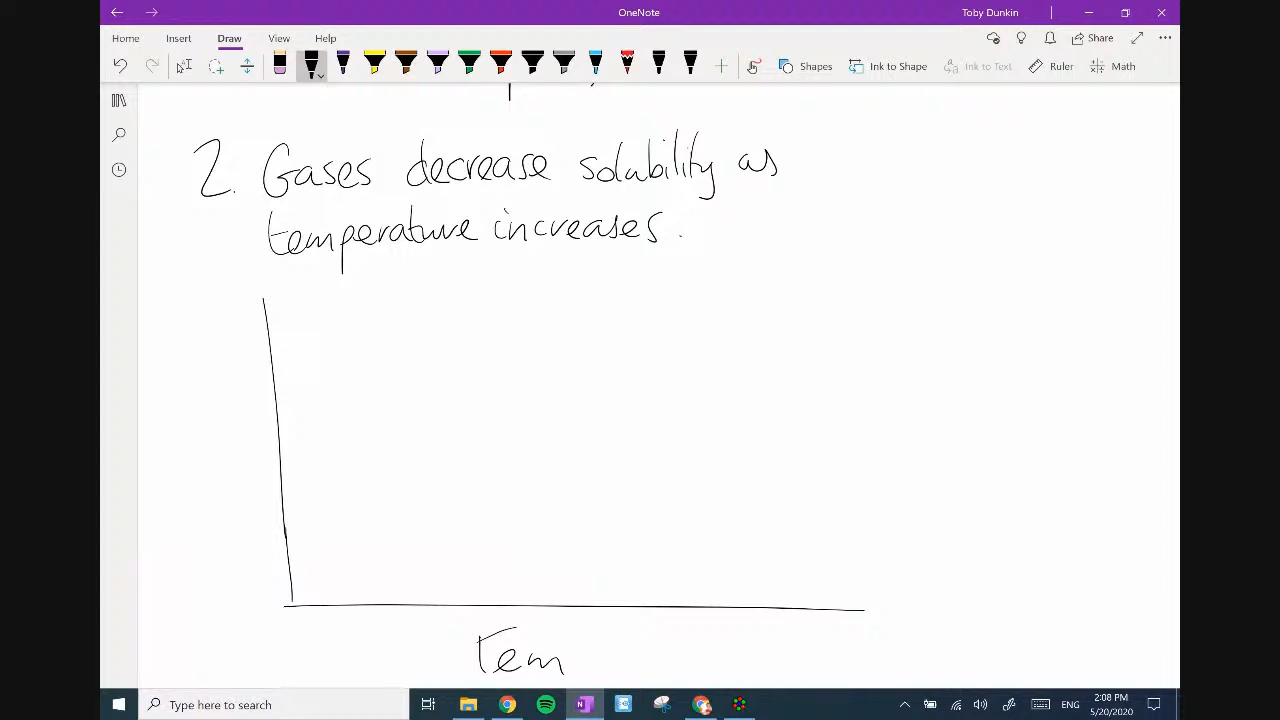 OneNote
Toby Dunkin
Home Insert Draw View Help
Share
Shapes Ink to Shape Ink to Text Ruler Math
2. Gases decrease solubility as
temperature increases.
Tem
Type here to search
ENG
2:08 PM
5/20/2020